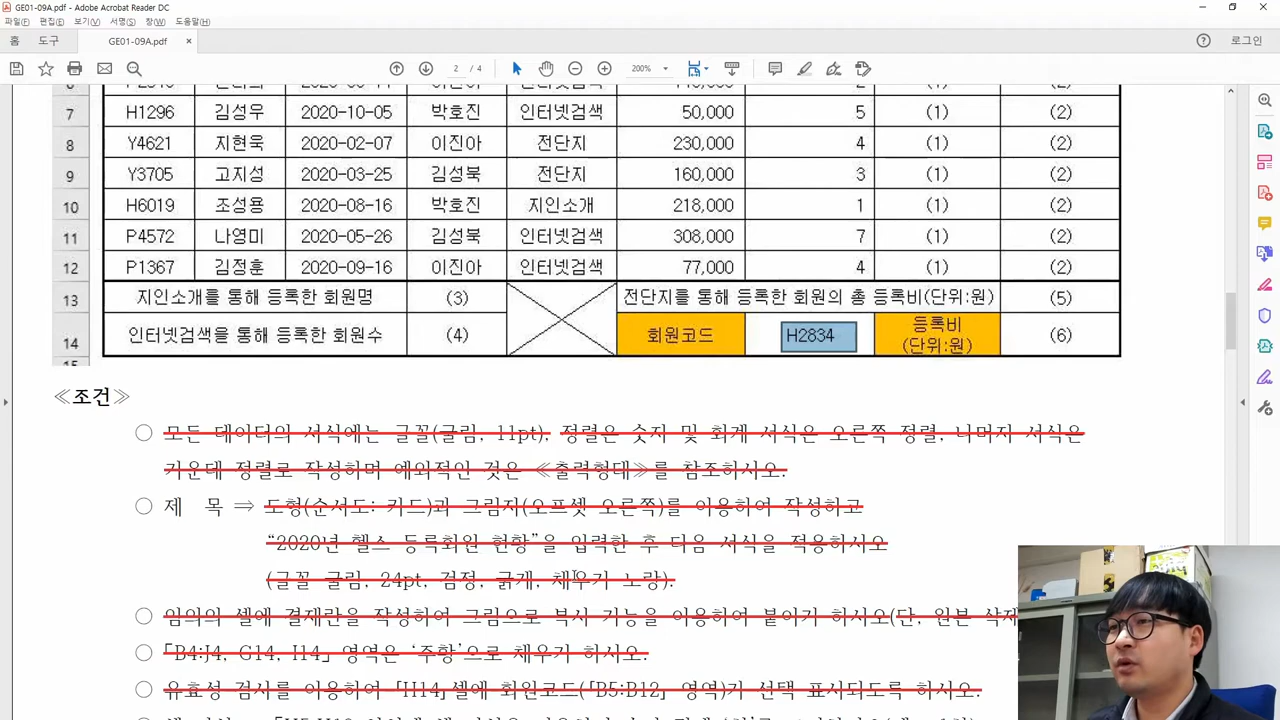 GE01-09A.pdf - Adobe Acrobat Reader DC
파일(F) 편집(E) 보기(V) 서명(S) 창(W) 도움말(H)
홈 도구 GE01-09A.pdf × 로그인
2 / 4 200%
7 H1296 김성우 2020-10-05 박호진 인터넷검색 50,000 5 (1) (2)
8 Y4621 지현욱 2020-02-07 이진아 전단지 230,000 4 (1) (2)
9 Y3705 고지성 2020-03-25 김성북 전단지 160,000 3 (1) (2)
10 H6019 조성용 2020-08-16 박호진 지인소개 218,000 1 (1) (2)
11 P4572 나영미 2020-05-26 김성북 인터넷검색 308,000 7 (1) (2)
12 P1367 김정훈 2020-09-16 이진아 인터넷검색 77,000 4 (1) (2)
13 지인소개를 통해 등록한 회원명 (3) 전단지를 통해 등록한 회원의 총 등록비(단위:원) (5)
14 인터넷검색을 통해 등록한 회원수 (4) 회원코드 H2834 등록비 (6)
(단위:원)
≪조건≫
○ 모든 데이터의 서식에는 글꼴(굴림, 11pt), 정렬은 숫자 및 회계 서식은 오른쪽 정렬, 나머지 서식은
가운데 정렬로 작성하며 예외적인 것은 ≪출력형태≫를 참조하시오.
○ 제 목 ⇒ 도형(순서도: 카드)과 그림자(오프셋 오른쪽)를 이용하여 작성하고
“2020년 헬스 등록회원 현황”을 입력한 후 다음 서식을 적용하시오
(글꼴 굴림, 24pt, 검정, 굵게, 채우기 노랑).
○ 임의의 셀에 결재란을 작성하여 그림으로 복사 기능을 이용하여 붙이기 하시오(단, 원본 삭제
○ 「B4:J4, G14, I14」 영역은 ‘주황’으로 채우기 하시오.
○ 유효성 검사를 이용하여 「H14」셀에 회원코드(「B5:B12」 영역)가 선택 표시되도록 하시오.